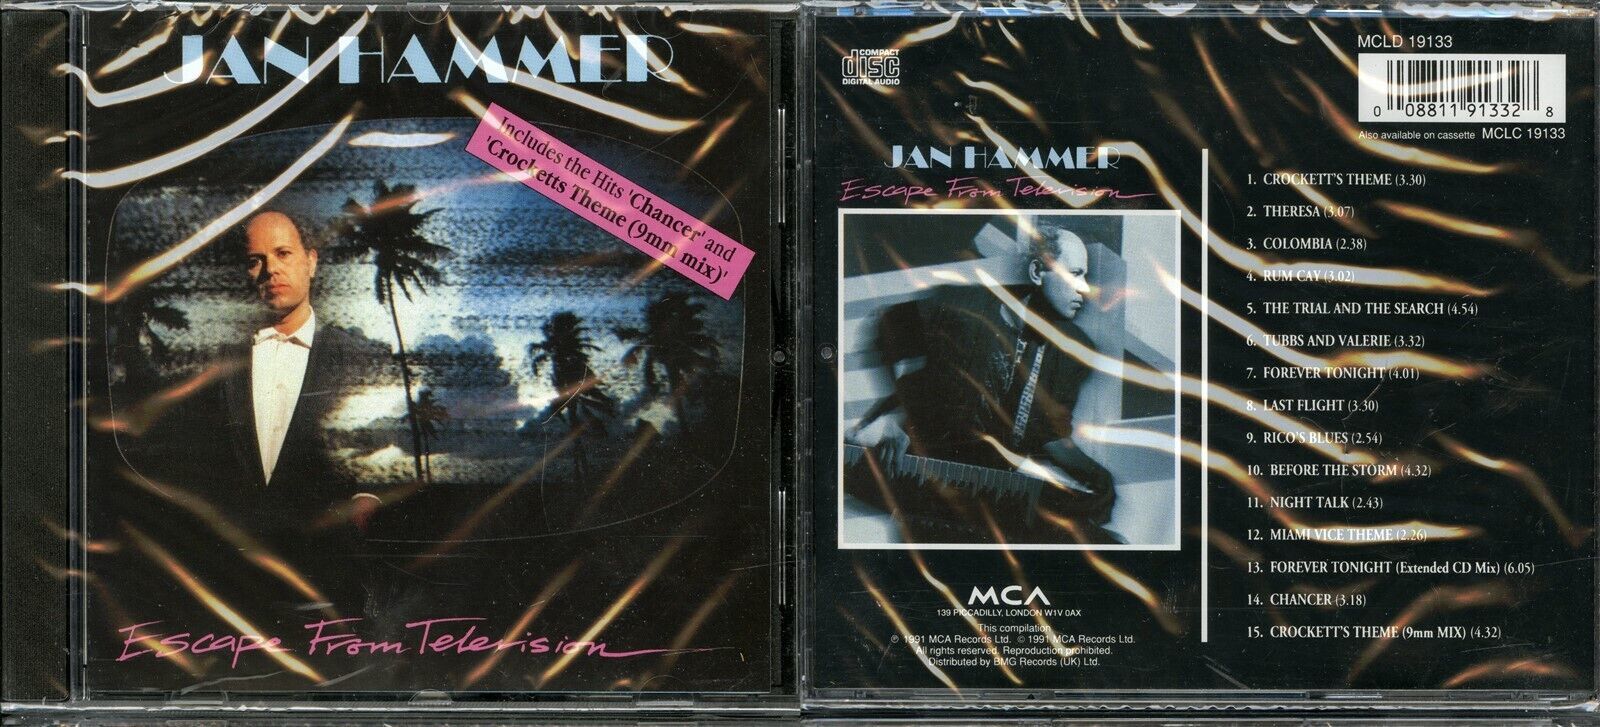 JAN HAMMER
Includes the Hits 'Chancer' and
'Crocketts Theme (9mm mix)'
Escape From Television
COMPACT
disc
DIGITAL AUDIO
MCLD 19133
0 08811 91332 8
Also available on cassette MCLC 19133
JAN HAMMER
Escape From Television
1. CROCKETT'S THEME (3.30)
2. THERESA (3.07)
3. COLOMBIA (2.38)
4. RUM CAY (3.02)
5. THE TRIAL AND THE SEARCH (4.54)
6. TUBBS AND VALERIE (3.32)
7. FOREVER TONIGHT (4.01)
8. LAST FLIGHT (3.30)
9. RICO'S BLUES (2.54)
10. BEFORE THE STORM (4.32)
11. NIGHT TALK (2.43)
12. MIAMI VICE THEME (2.26)
13. FOREVER TONIGHT (Extended CD Mix) (6.05)
14. CHANCER (3.18)
15. CROCKETT'S THEME (9mm MIX) (4.32)
MCA
139 PICCADILLY, LONDON W1V 0AX
This compilation
℗ 1991 MCA Records Ltd. © 1991 MCA Records Ltd.
All rights reserved. Reproduction prohibited.
Distributed by BMG Records (UK) Ltd.